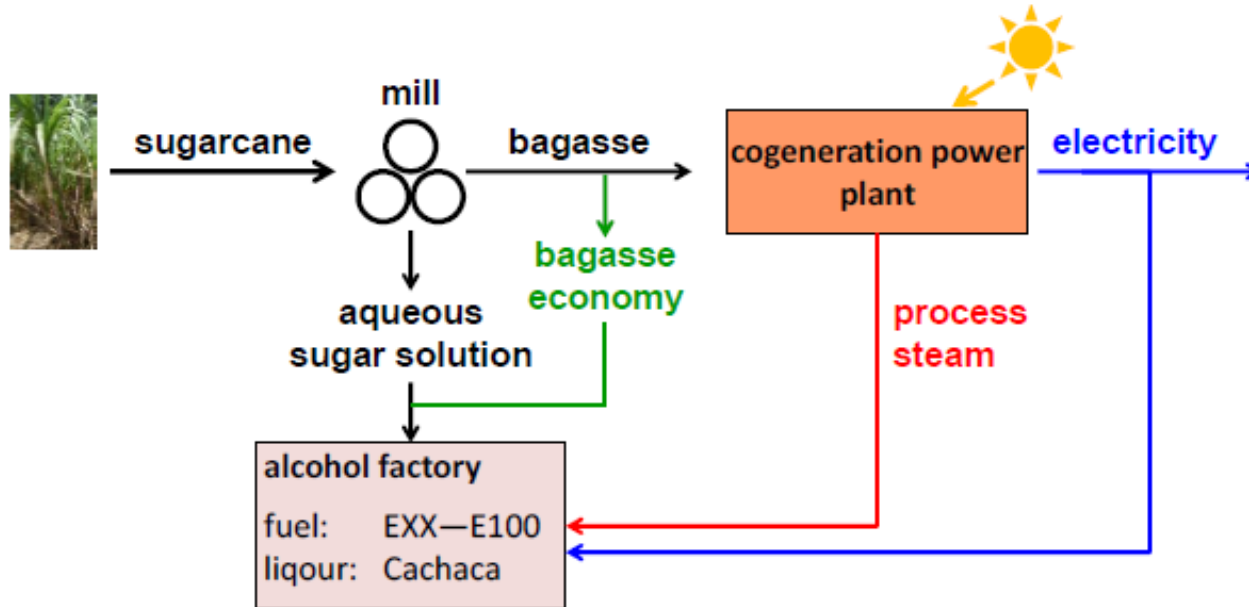 mill
sugarcane
bagasse
cogeneration power
plant
electricity
bagasse
economy
aqueous
sugar solution
process
steam
alcohol factory
fuel: EXX—E100
liqour: Cachaca